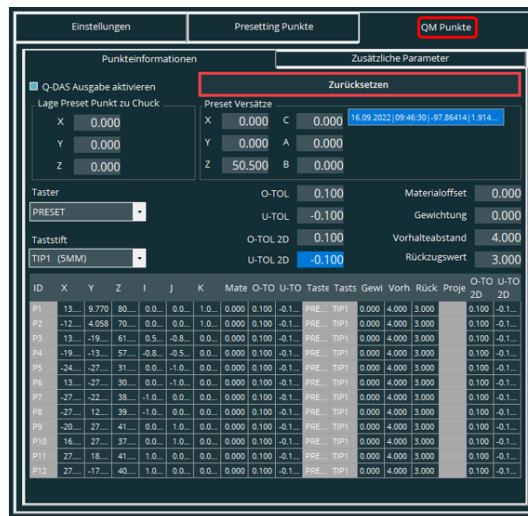 Einstellungen Presetting Punkte QM Punkte
Punkteinformationen Zusätzliche Parameter
Q-DAS Ausgabe aktivieren Zurücksetzen
Lage Preset Punkt zu Chuck Preset Versätze
X 0.000 X 0.000 C 0.000 16.09.2022|09:46:30|-97.86414|1.914...
Y 0.000 Y 0.000 A 0.000
Z 0.000 Z 50.500 B 0.000
Taster O-TOL 0.100 Materialoffset 0.000
PRESET U-TOL -0.100 Gewichtung 0.000
Taststift O-TOL 2D 0.100 Vorhalteabstand 4.000
TIP1 (5MM) U-TOL 2D -0.100 Rückzugswert 3.000
ID X Y Z I J K Mate O-TO U-TO Taste Tasts Gewi Vorh Rück Proje O-TO 2D U-TO 2D
P1 13.... 9.770 80.... 0.0... 0.0... 1.0... 0.000 0.100 -0.1... PRE... TIP1 0.000 4.000 3.000 0.100 -0.1...
P2 -12.... 4.058 70.... 0.0... 0.0... 1.0... 0.000 0.100 -0.1... PRE... TIP1 0.000 4.000 3.000 0.100 -0.1...
P3 13.... -19.... 61.... 0.5... -0.8... 0.0... 0.000 0.100 -0.1... PRE... TIP1 0.000 4.000 3.000 0.100 -0.1...
P4 -19.... -13.... 57.... -0.8... -0.5... 0.0... 0.000 0.100 -0.1... PRE... TIP1 0.000 4.000 3.000 0.100 -0.1...
P5 -24.... -27.... 31.... 0.0... -1.0... 0.0... 0.000 0.100 -0.1... PRE... TIP1 0.000 4.000 3.000 0.100 -0.1...
P6 13.... -27.... 30.... 0.0... -1.0... 0.0... 0.000 0.100 -0.1... PRE... TIP1 0.000 4.000 3.000 0.100 -0.1...
P7 -27.... -22.... 38.... -1.0... 0.0... 0.0... 0.000 0.100 -0.1... PRE... TIP1 0.000 4.000 3.000 0.100 -0.1...
P8 -27.... 12.... 39.... -1.0... 0.0... 0.0... 0.000 0.100 -0.1... PRE... TIP1 0.000 4.000 3.000 0.100 -0.1...
P9 -20.... 27.... 41.... 0.0... 1.0... 0.0... 0.000 0.100 -0.1... PRE... TIP1 0.000 4.000 3.000 0.100 -0.1...
P10 16.... 27.... 37.... 0.0... 1.0... 0.0... 0.000 0.100 -0.1... PRE... TIP1 0.000 4.000 3.000 0.100 -0.1...
P11 27.... 18.... 41.... 1.0... 0.0... 0.0... 0.000 0.100 -0.1... PRE... TIP1 0.000 4.000 3.000 0.100 -0.1...
P12 27.... -17.... 40.... 1.0... 0.0... 0.0... 0.000 0.100 -0.1... PRE... TIP1 0.000 4.000 3.000 0.100 -0.1...